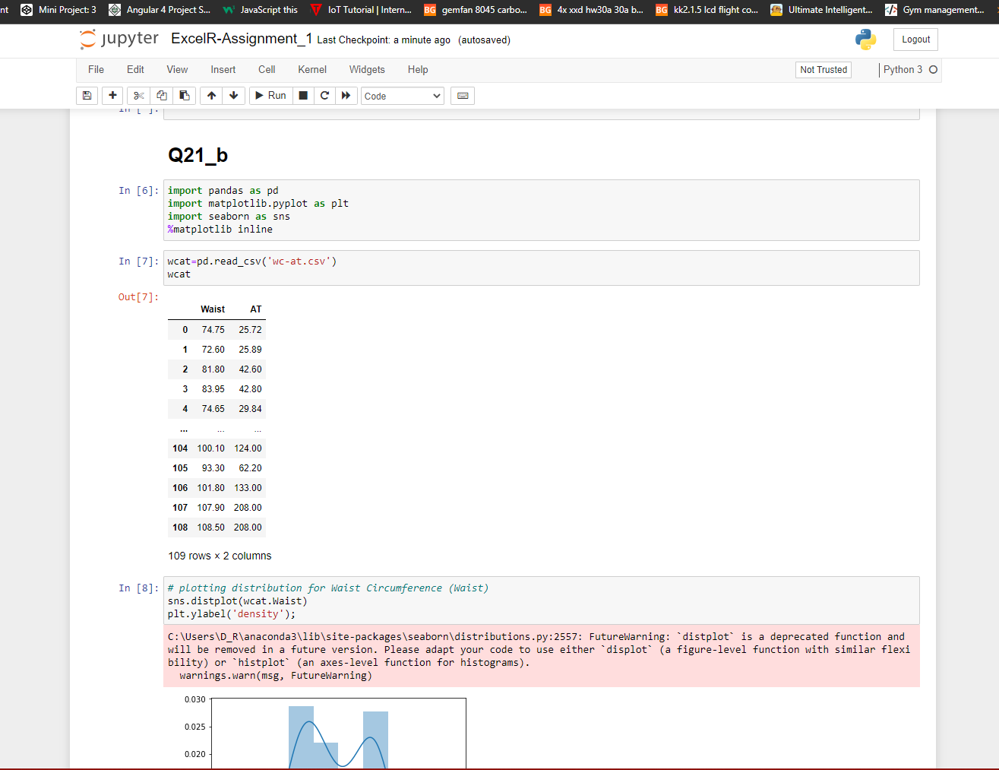 nt Mini Project: 3 Angular 4 Project S... JavaScript this IoT Tutorial | Intern... BG gemfan 8045 carbo... BG 4x xxd hw30a 30a b... BG kk2.1.5 lcd flight co... Ultimate Intelligent... Gym management...
jupyter ExcelR-Assignment_1 Last Checkpoint: a minute ago (autosaved) Logout
File Edit View Insert Cell Kernel Widgets Help Not Trusted Python 3
Run Code
In [ ]:
Q21_b
In [6]: import pandas as pd
import matplotlib.pyplot as plt
import seaborn as sns
%matplotlib inline
In [7]: wcat=pd.read_csv('wc-at.csv')
wcat
Out[7]:
Waist AT
0 74.75 25.72
1 72.60 25.89
2 81.80 42.60
3 83.95 42.80
4 74.65 29.84
... ... ...
104 100.10 124.00
105 93.30 62.20
106 101.80 133.00
107 107.90 208.00
108 108.50 208.00
109 rows × 2 columns
In [8]: # plotting distribution for Waist Circumference (Waist)
sns.distplot(wcat.Waist)
plt.ylabel('density');
C:\Users\D_R\anaconda3\lib\site-packages\seaborn\distributions.py:2557: FutureWarning: `distplot` is a deprecated function and
will be removed in a future version. Please adapt your code to use either `displot` (a figure-level function with similar flexi
bility) or `histplot` (an axes-level function for histograms).
warnings.warn(msg, FutureWarning)
0.030
0.025
0.020